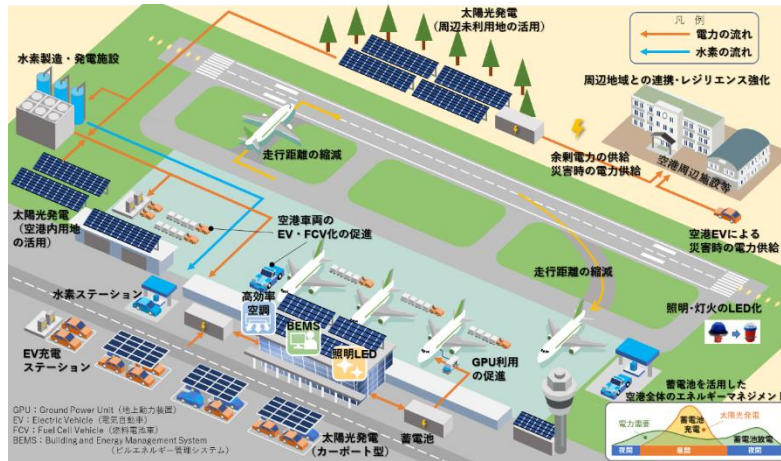 太陽光発電
(周辺未利用地の活用)
凡 例
電力の流れ
水素の流れ
水素製造・発電施設
周辺地域との連携・レジリエンス強化
走行距離の縮減
余剰電力の供給
災害時の電力供給
空港周辺施設等
太陽光発電
(空港内用地
の活用)
空港車両の
EV・FCV化の促進
空港EVによる
災害時の電力供給
走行距離の縮減
水素ステーション
高効率
空調
BEMS
照明LED
照明・灯火のLED化
EV充電
ステーション
GPU利用
の促進
蓄電池を活用した
空港全体のエネルギーマネジメント
電力需要
蓄電池
充電
太陽光発電
蓄電池放電
夜間
昼間
夜間
蓄電池
太陽光発電
(カーポート型)
GPU:Ground Power Unit(地上動力装置)
EV:Electric Vehicle(電気自動車)
FCV:Fuel Cell Vehicle(燃料電池車)
BEMS:Building and Energy Management System
(ビルエネルギー管理システム)